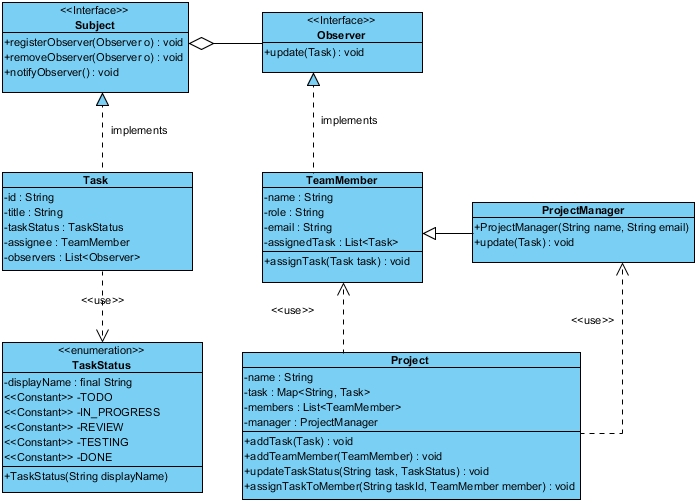 <<Interface>>
Subject
+registerObserver(Observer o) : void
+removeObserver(Observer o) : void
+notifyObserver() : void
<<Interface>>
Observer
+update(Task) : void
implements
implements
Task
-id : String
-title : String
-taskStatus : TaskStatus
-assignee : TeamMember
-observers : List<Observer>
TeamMember
-name : String
-role : String
-email : String
-assignedTask : List<Task>
+assignTask(Task task) : void
ProjectManager
+ProjectManager(String name, String email)
+update(Task) : void
<<use>>
<<use>>
<<use>>
<<enumeration>>
TaskStatus
-displayName : final String
<<Constant>> -TODO
<<Constant>> -IN_PROGRESS
<<Constant>> -REVIEW
<<Constant>> -TESTING
<<Constant>> -DONE
+TaskStatus(String displayName)
Project
-name : String
-task : Map<String, Task>
-members : List<TeamMember>
-manager : ProjectManager
+addTask(Task) : void
+addTeamMember(TeamMember) : void
+updateTaskStatus(String task, TaskStatus) : void
+assignTaskToMember(String taskId, TeamMember member) : void